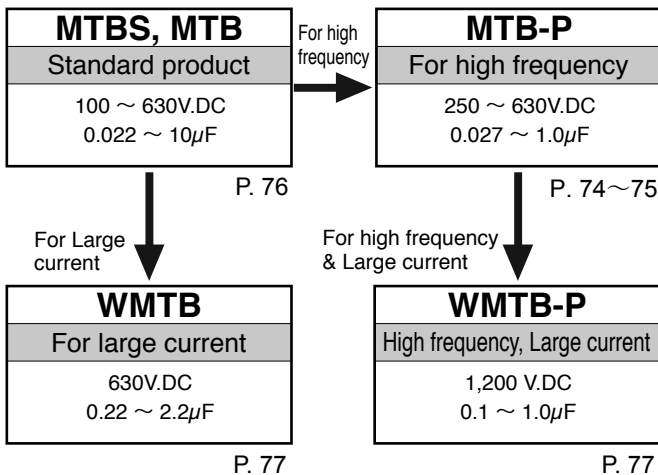 MTBS, MTB
Standard product
100 ~ 630V.DC
0.022 ~ 10µF
P. 76
For high
frequency
MTB-P
For high frequency
250 ~ 630V.DC
0.027 ~ 1.0µF
P. 74~75
For Large
current
For high frequency
& Large current
WMTB
For large current
630V.DC
0.22 ~ 2.2µF
P. 77
WMTB-P
High frequency, Large current
1,200 V.DC
0.1 ~ 1.0µF
P. 77